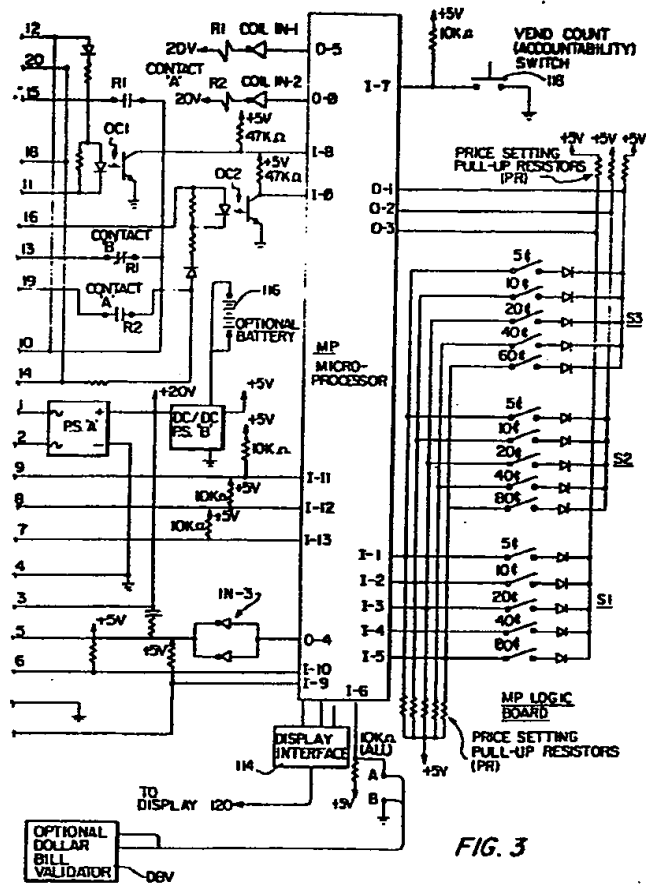 12
20
15
18
11
16
13
19
10
14
1
2
9
8
7
4
3
5
6
R1
OC1
20V
R1
COIL IN-1
CONTACT
"A"
20V
R2
COIL IN-2
+5V
47KΩ
+5V
47KΩ
OC2
CONTACT
"B"
R1
CONTACT
"A"
R2
116
OPTIONAL
BATTERY
+20V
P.S. "A"
DC/DC
P.S. "B"
+5V
+5V
10KΩ
10KΩ
+5V
+5V
10KΩ
+5V
+5V
IN-3
O-5
O-0
I-8
I-0
MP
MICRO-
PROCESSOR
I-11
I-12
I-13
O-4
I-10
I-9
I-6
I-7
O-1
O-2
O-3
I-1
I-2
I-3
I-4
I-5
+5V
10KΩ
VEND COUNT
(ACCOUNTABILITY)
SWITCH
118
+5V +5V +5V
PRICE SETTING
PULL-UP RESISTORS
(PR)
5¢
10¢
20¢
40¢
60¢
S3
5¢
10¢
20¢
40¢
80¢
S2
5¢
10¢
20¢
40¢
80¢
S1
MP LOGIC
BOARD
PRICE SETTING
PULL-UP RESISTORS
(PR)
+5V
DISPLAY
INTERFACE
114
10KΩ
(ALL)
A
B
+5V
TO
DISPLAY 120
OPTIONAL
DOLLAR
BILL
VALIDATOR
DBV
FIG. 3